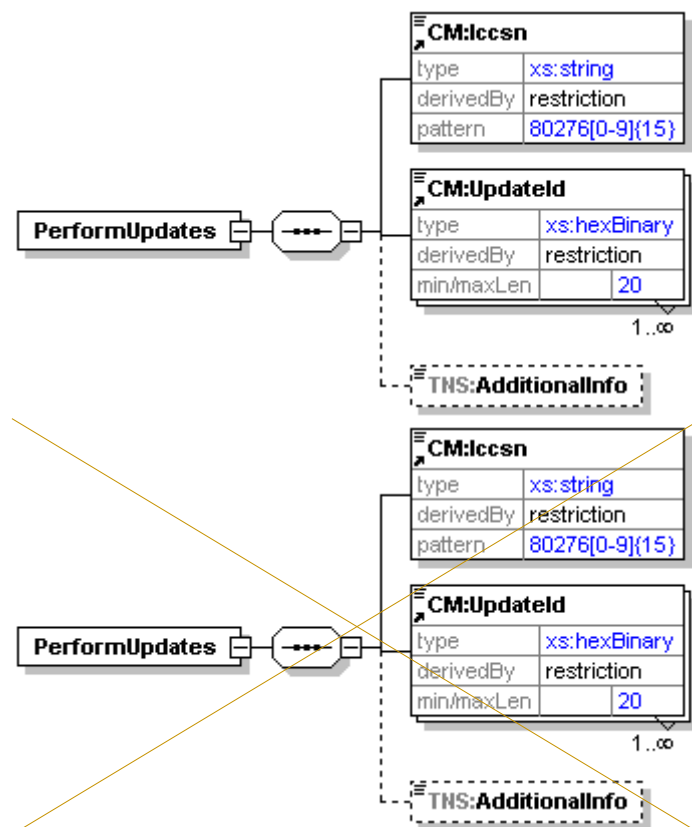 CM:Iccsn
type xs:string
derivedBy restriction
pattern 80276[0-9]{15}
CM:UpdateId
PerformUpdates
type xs:hexBinary
derivedBy restriction
min/maxLen 20
1..∞
TNS:AdditionalInfo
CM:Iccsn
type xs:string
derivedBy restriction
pattern 80276[0-9]{15}
CM:UpdateId
PerformUpdates
type xs:hexBinary
derivedBy restriction
min/maxLen 20
1..∞
TNS:AdditionalInfo